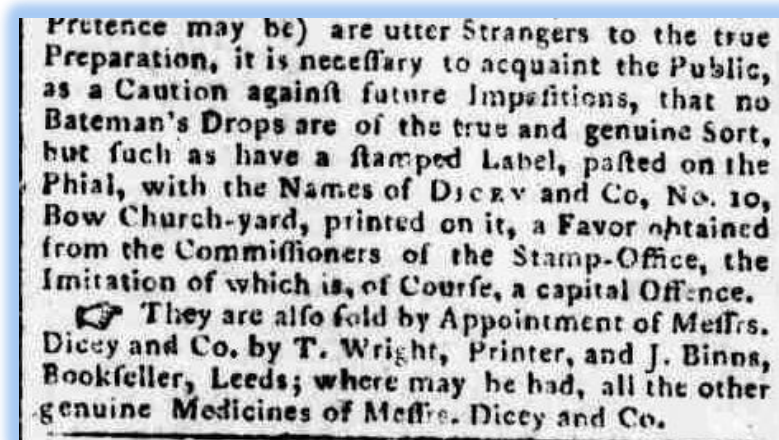 Pretence may be) are utter Strangers to the true
Preparation, it is neceſſary to acquaint the Public,
as a Caution againſt future Impoſitions, that no
Bateman's Drops are of the true and genuine Sort,
but ſuch as have a ſtamped Label, paſted on the
Phial, with the Names of DICEY and Co, No. 10,
Bow Church-yard, printed on it, a Favor obtained
from the Commiſſioners of the Stamp-Office, the
Imitation of which is, of Courſe, a capital Offence.
☞ They are alſo ſold by Appointment of Meſſrs.
Dicey and Co. by T. Wright, Printer, and J. Binns,
Bookſeller, Leeds; where may be had, all the other
genuine Medicines of Meſſrs. Dicey and Co.